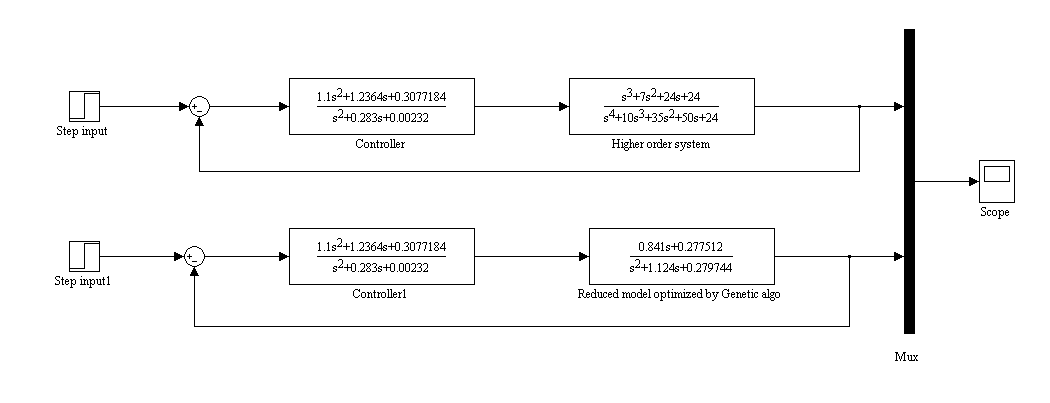 1.1s2+1.2364s+0.3077184
s3+7s2+24s+24
+
-
s2+0.283s+0.00232
s4+10s3+35s2+50s+24
Step input
Controller
Higher order system
Scope
1.1s2+1.2364s+0.3077184
0.841s+0.277512
+
-
s2+0.283s+0.00232
s2+1.124s+0.279744
Step input1
Controller1
Reduced model optimized by Genetic algo
Mux